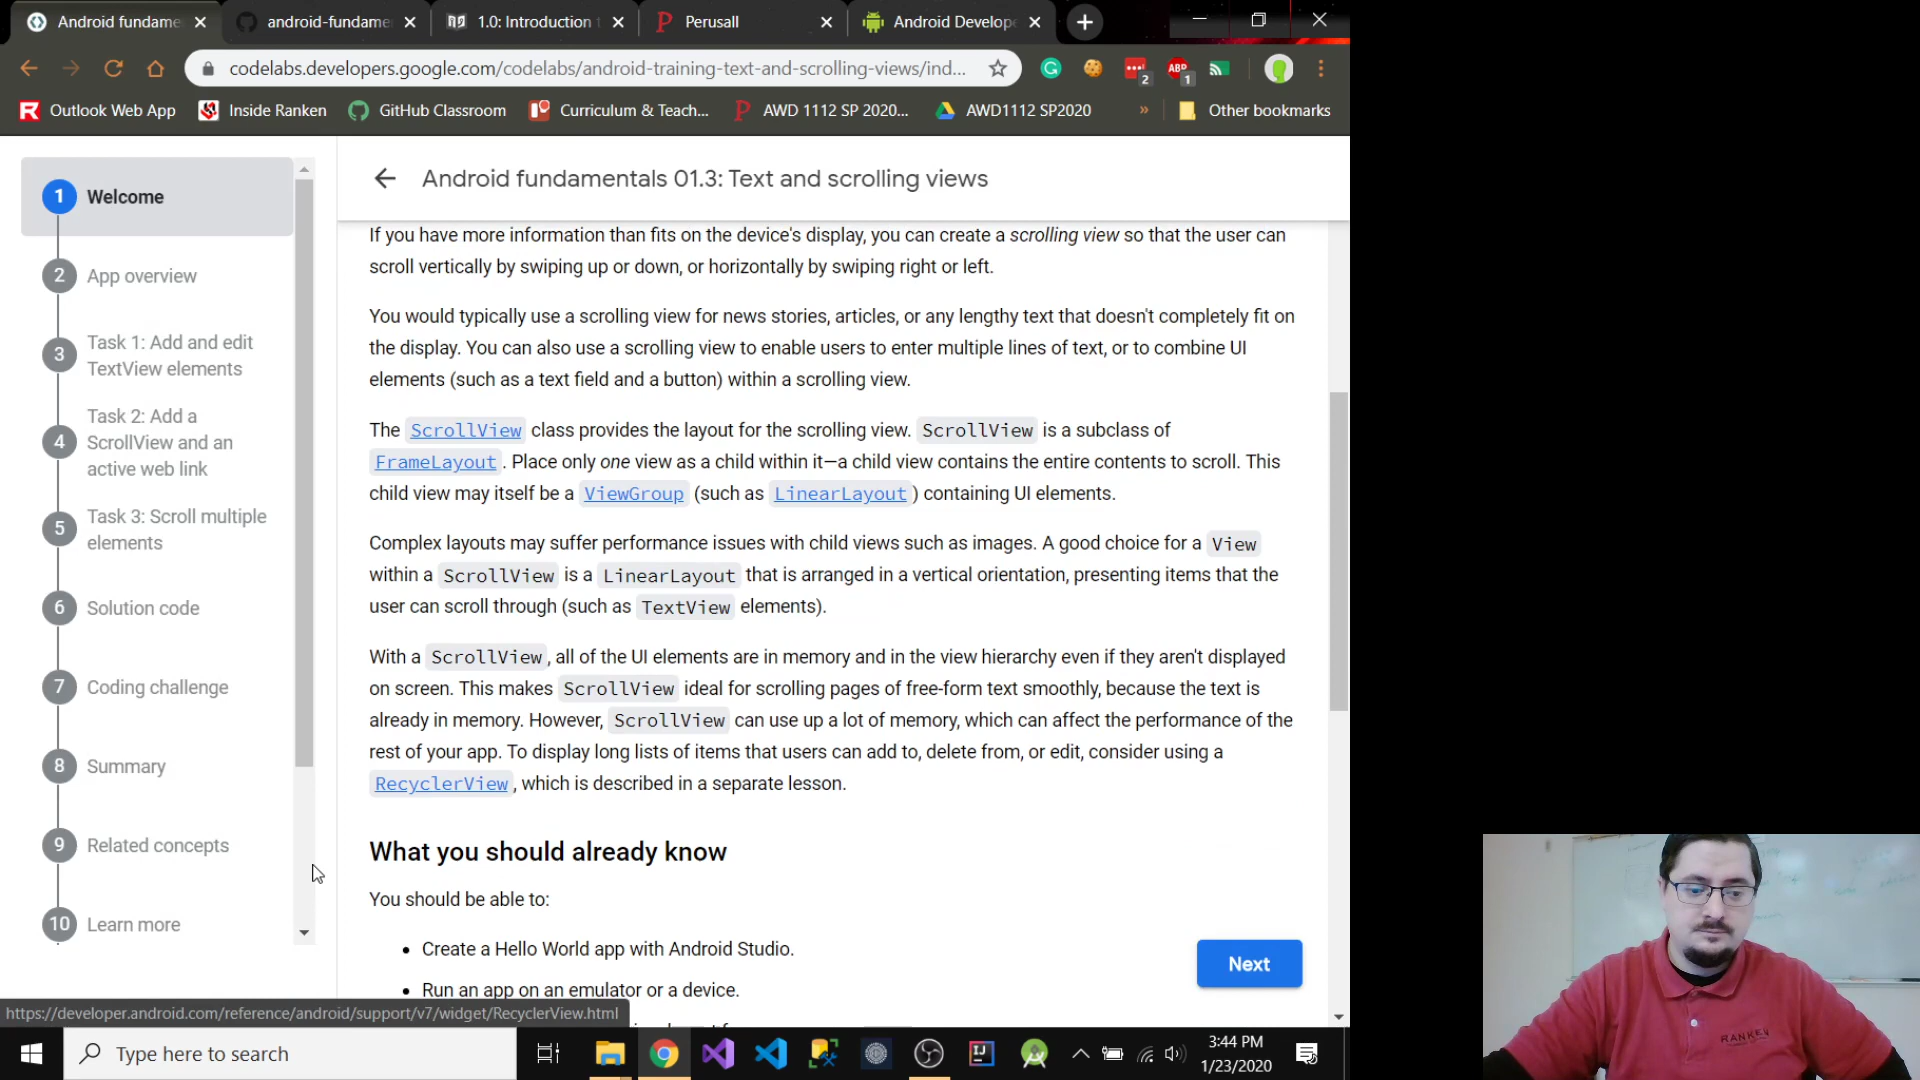 Android fundame
android-fundame
1.0: Introduction
Perusall
Android Develop
codelabs.developers.google.com/codelabs/android-training-text-and-scrolling-views/ind...
2
ABP
1
Outlook Web App
Inside Ranken
GitHub Classroom
Curriculum & Teach...
AWD 1112 SP 2020...
AWD1112 SP2020
»
Other bookmarks
1 Welcome
2 App overview
3 Task 1: Add and edit
TextView elements
4 Task 2: Add a
ScrollView and an
active web link
5 Task 3: Scroll multiple
elements
6 Solution code
7 Coding challenge
8 Summary
9 Related concepts
10 Learn more
Android fundamentals 01.3: Text and scrolling views
If you have more information than fits on the device's display, you can create a scrolling view so that the user can
scroll vertically by swiping up or down, or horizontally by swiping right or left.
You would typically use a scrolling view for news stories, articles, or any lengthy text that doesn't completely fit on
the display. You can also use a scrolling view to enable users to enter multiple lines of text, or to combine UI
elements (such as a text field and a button) within a scrolling view.
The ScrollView class provides the layout for the scrolling view. ScrollView is a subclass of
FrameLayout. Place only one view as a child within it—a child view contains the entire contents to scroll. This
child view may itself be a ViewGroup (such as LinearLayout) containing UI elements.
Complex layouts may suffer performance issues with child views such as images. A good choice for a View
within a ScrollView is a LinearLayout that is arranged in a vertical orientation, presenting items that the
user can scroll through (such as TextView elements).
With a ScrollView, all of the UI elements are in memory and in the view hierarchy even if they aren't displayed
on screen. This makes ScrollView ideal for scrolling pages of free-form text smoothly, because the text is
already in memory. However, ScrollView can use up a lot of memory, which can affect the performance of the
rest of your app. To display long lists of items that users can add to, delete from, or edit, consider using a
RecyclerView, which is described in a separate lesson.
What you should already know
You should be able to:
• Create a Hello World app with Android Studio.
• Run an app on an emulator or a device.
Next
https://developer.android.com/reference/android/support/v7/widget/RecyclerView.html
Type here to search
3:44 PM
1/23/2020
RANKEN